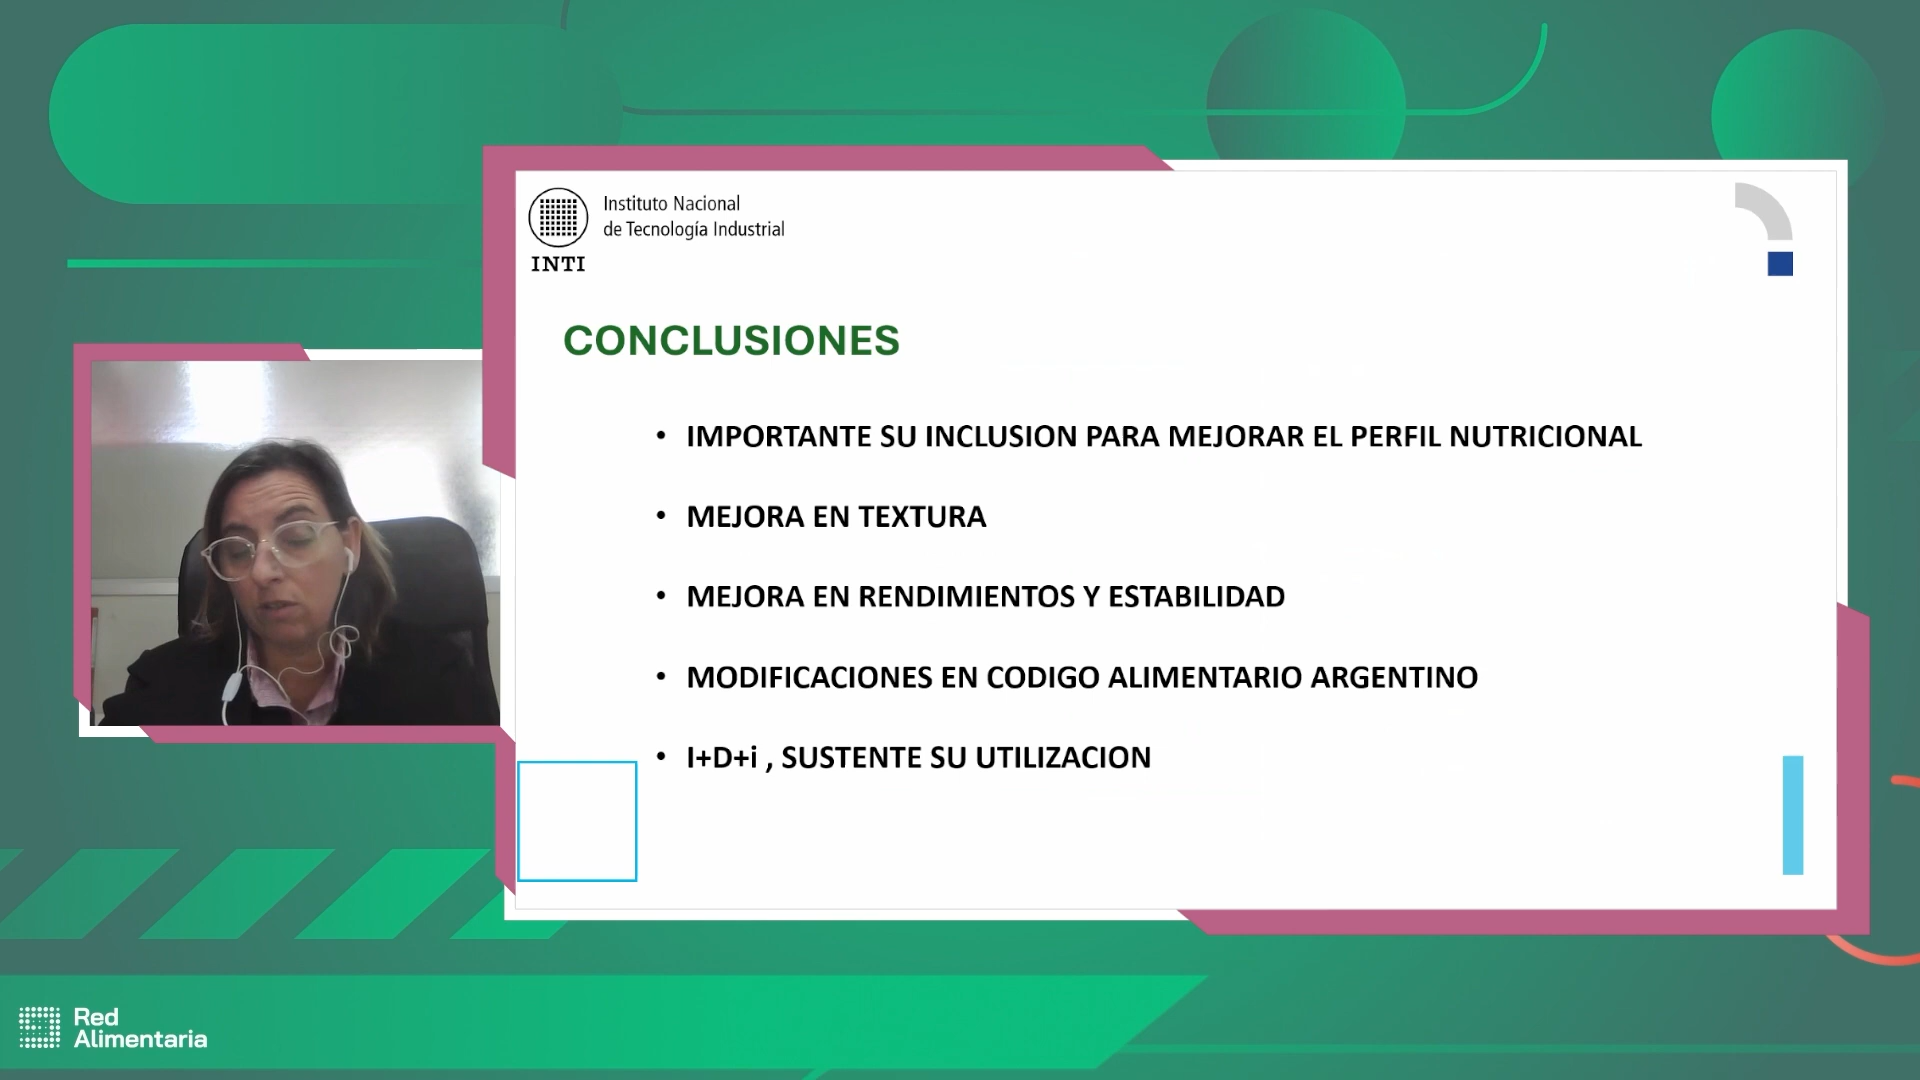 Instituto Nacional
de Tecnología Industrial
INTI
CONCLUSIONES
• IMPORTANTE SU INCLUSION PARA MEJORAR EL PERFIL NUTRICIONAL
• MEJORA EN TEXTURA
• MEJORA EN RENDIMIENTOS Y ESTABILIDAD
• MODIFICACIONES EN CODIGO ALIMENTARIO ARGENTINO
• I+D+i , SUSTENTE SU UTILIZACION
Red
Alimentaria